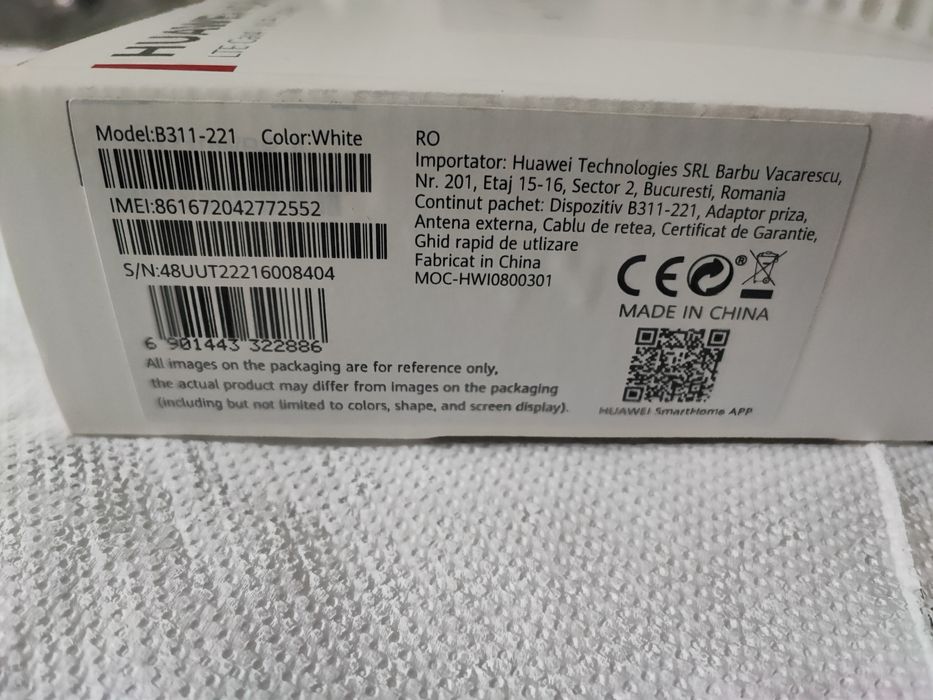 HUAWEI
LTE
Model:B311-221 Color:White
IMEI:861672042772552
S/N:48UUT22216008404
6 901443 322886
All images on the packaging are for reference only,
the actual product may differ from images on the packaging
(including but not limited to colors, shape, and screen display).
RO
Importator: Huawei Technologies SRL Barbu Vacarescu,
Nr. 201, Etaj 15-16, Sector 2, Bucuresti, Romania
Continut pachet: Dispozitiv B311-221, Adaptor priza,
Antena externa, Cablu de retea, Certificat de Garantie,
Ghid rapid de utlizare
Fabricat in China
MOC-HWI0800301
CE ®
MADE IN CHINA
HUAWEI SmartHome APP